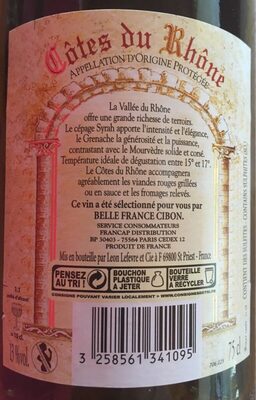 Côtes du Rhône
APPELLATION D'ORIGINE PROTÉGÉE
La Vallée du Rhône
offre une grande richesse de terroirs.
Le cépage Syrah apporte l'intensité et l'élégance,
le Grenache la générosité et la puissance,
contrastant avec le Mourvèdre solide et corsé.
Température idéale de dégustation entre 15° et 17°.
Le Côtes du Rhône accompagnera
agréablement les viandes rouges grillées
ou en sauce et les fromages relevés.
Ce vin a été sélectionné pour vous par
BELLE FRANCE CIBON.
SERVICE CONSOMMATEURS
FRANCAP DISTRIBUTION
BP 30403 - 75564 PARIS CEDEX 12
PRODUIT DE FRANCE
Mis en bouteille par Leon Lefevre et Cie à F 69800 St Priest - France
PENSEZ
AU TRI !
BOUCHON
PLASTIQUE
À JETER
BOUTEILLE
VERRE
À RECYCLER
CONSIGNE POUVANT VARIER LOCALEMENT > WWW.CONSIGNESDETRI.FR
13 % vol
75 cl
CONTIENT DES SULFITES - CONTAINS SULPHITES
3 258561 341095